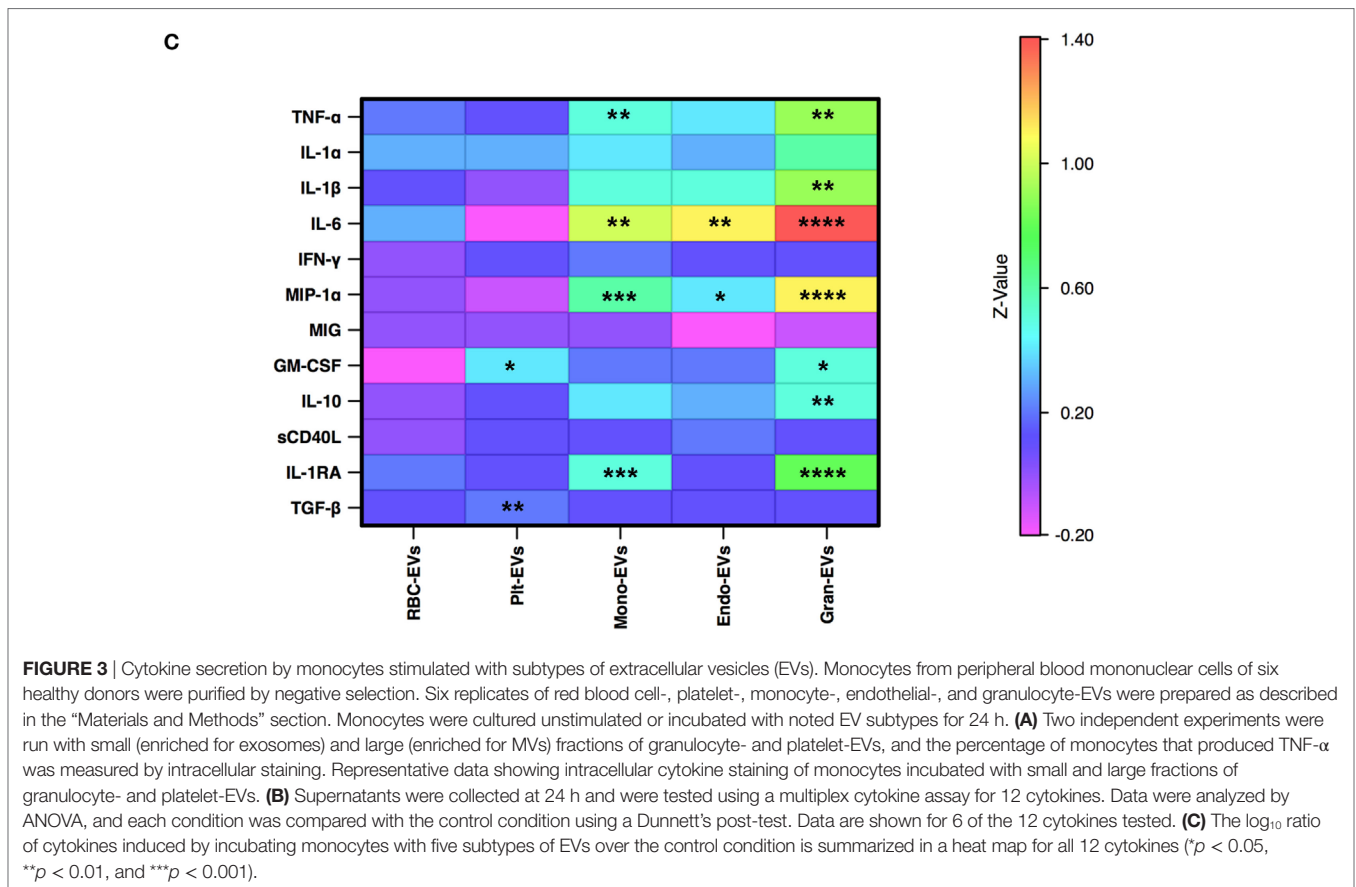 C
1.40
1.00
0.60
0.20
-0.20
Z-Value
TNF-α ** **
IL-1α
IL-1β **
IL-6 ** ** ****
IFN-γ
MIP-1α *** * ****
MIG
GM-CSF * *
IL-10 **
sCD40L
IL-1RA *** ****
TGF-β **
RBC-EVs
Plt-EVs
Mono-EVs
Endo-EVs
Gran-EVs
FIGURE 3 | Cytokine secretion by monocytes stimulated with subtypes of extracellular vesicles (EVs). Monocytes from peripheral blood mononuclear cells of six
healthy donors were purified by negative selection. Six replicates of red blood cell-, platelet-, monocyte-, endothelial-, and granulocyte-EVs were prepared as described
in the “Materials and Methods” section. Monocytes were cultured unstimulated or incubated with noted EV subtypes for 24 h. (A) Two independent experiments were
run with small (enriched for exosomes) and large (enriched for MVs) fractions of granulocyte- and platelet-EVs, and the percentage of monocytes that produced TNF-α
was measured by intracellular staining. Representative data showing intracellular cytokine staining of monocytes incubated with small and large fractions of
granulocyte- and platelet-EVs. (B) Supernatants were collected at 24 h and were tested using a multiplex cytokine assay for 12 cytokines. Data were analyzed by
ANOVA, and each condition was compared with the control condition using a Dunnett’s post-test. Data are shown for 6 of the 12 cytokines tested. (C) The log₁₀ ratio
of cytokines induced by incubating monocytes with five subtypes of EVs over the control condition is summarized in a heat map for all 12 cytokines (*p < 0.05,
**p < 0.01, and ***p < 0.001).